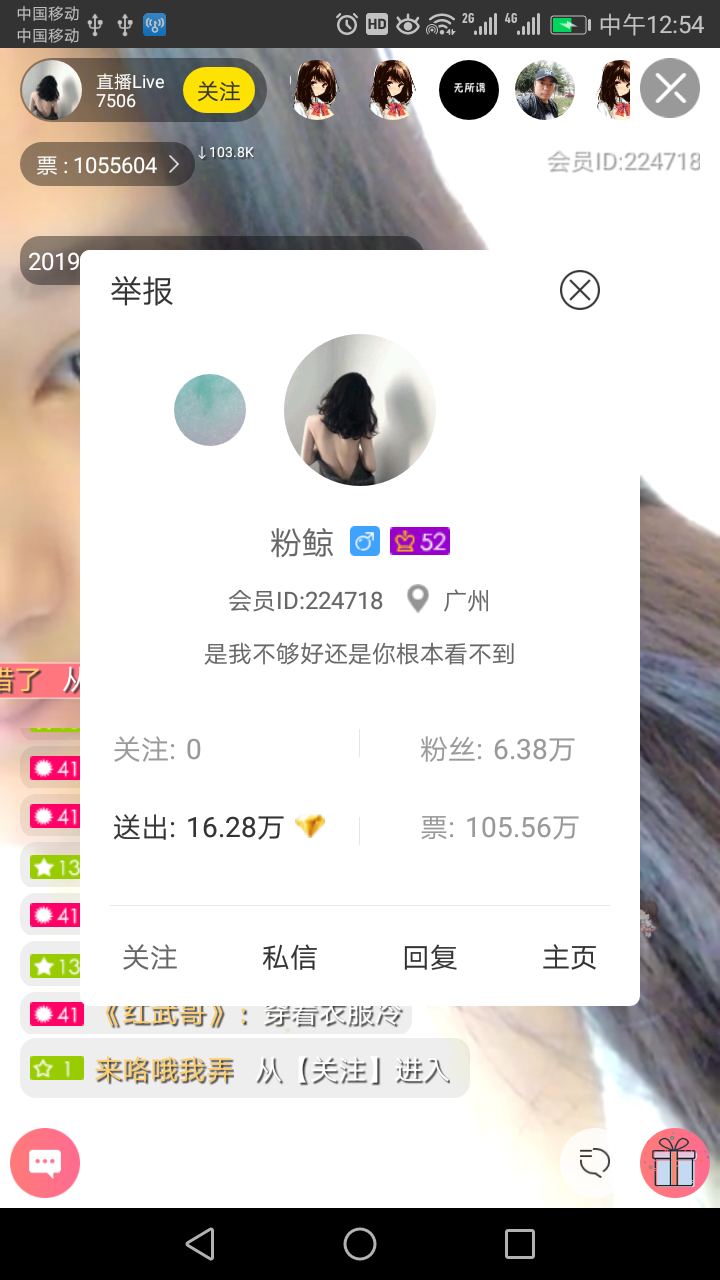 中国移动
中国移动
HD
2G
4G
中午12:54
直播Live
7506
关注
无所谓
票 : 1055604
↓103.8K
会员ID:224718
2019
举报
粉鲸
52
会员ID:224718
广州
是我不够好还是你根本看不到
关注: 0
粉丝: 6.38万
送出: 16.28万
票: 105.56万
错了 从
41
41
13
41
13
关注
私信
回复
主页
41 《红武哥》: 穿着衣服冷
1 来咯哦我弄 从【关注】进入